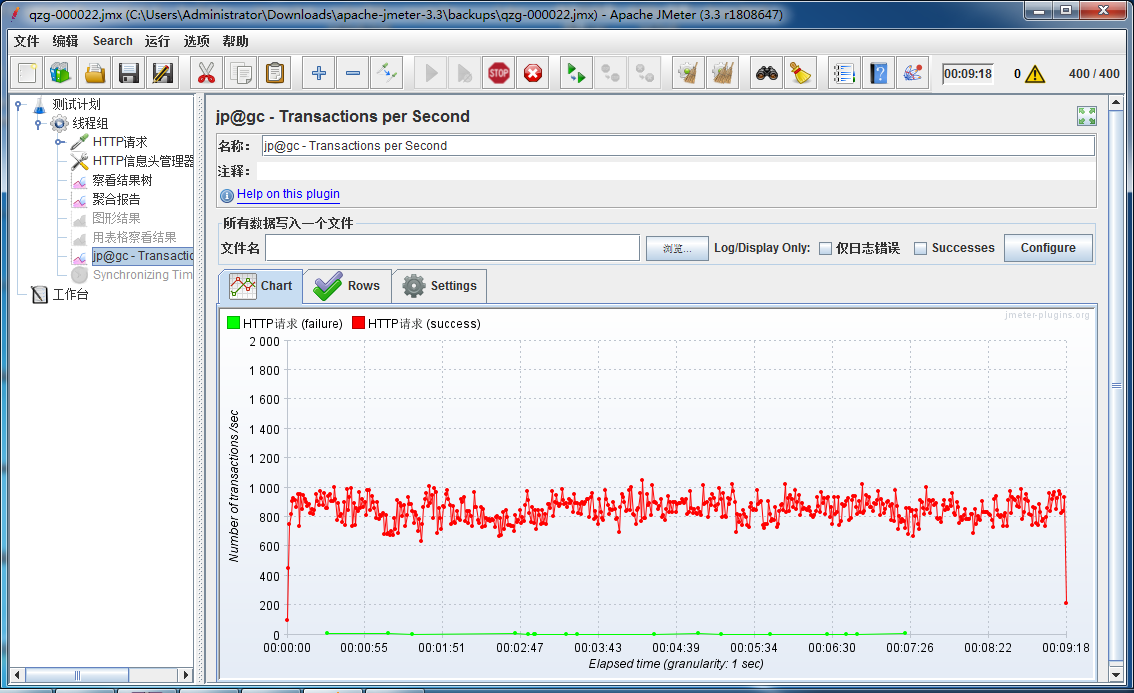 qzg-000022.jmx (C:\Users\Administrator\Downloads\apache-jmeter-3.3\backups\qzg-000022.jmx) - Apache JMeter (3.3 r1808647)
文件 编辑 Search 运行 选项 帮助
STOP 00:09:18 0 400 / 400
测试计划
线程组
HTTP请求
HTTP信息头管理器
察看结果树
聚合报告
图形结果
用表格察看结果
jp@gc - Transactio
Synchronizing Tim
工作台
jp@gc - Transactions per Second
名称: jp@gc - Transactions per Second
注释:
Help on this plugin
所有数据写入一个文件
文件名 浏览... Log/Display Only: 仅日志错误 Successes Configure
Chart Rows Settings
jmeter-plugins.org
HTTP请求 (failure) HTTP请求 (success)
2 000
1 800
1 600
1 400
1 200
1 000
800
600
400
200
0
Number of transactions /sec
00:00:00 00:00:55 00:01:51 00:02:47 00:03:43 00:04:39 00:05:34 00:06:30 00:07:26 00:08:22 00:09:18
Elapsed time (granularity: 1 sec)